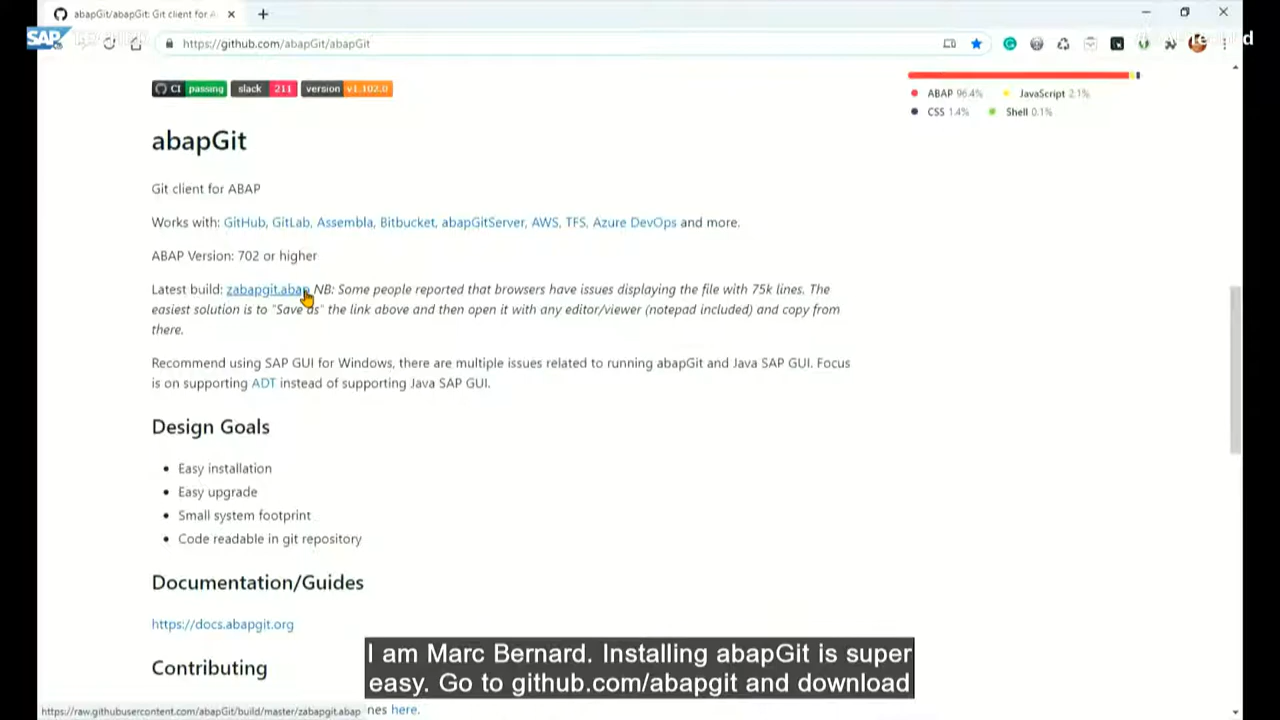 abapGit/abapGit: Git client for A
SAP
https://github.com/abapGit/abapGit
CI passing slack 211 version v1.102.0
ABAP 96.4% JavaScript 2.1%
CSS 1.4% Shell 0.1%
abapGit
Git client for ABAP
Works with: GitHub, GitLab, Assembla, Bitbucket, abapGitServer, AWS, TFS, Azure DevOps and more.
ABAP Version: 702 or higher
Latest build: zabapgit.abap NB: Some people reported that browsers have issues displaying the file with 75k lines. The
easiest solution is to "Save as" the link above and then open it with any editor/viewer (notepad included) and copy from
there.
Recommend using SAP GUI for Windows, there are multiple issues related to running abapGit and Java SAP GUI. Focus
is on supporting ADT instead of supporting Java SAP GUI.
Design Goals
• Easy installation
• Easy upgrade
• Small system footprint
• Code readable in git repository
Documentation/Guides
https://docs.abapgit.org
Contributing
I am Marc Bernard. Installing abapGit is super
easy. Go to github.com/abapgit and download
https://raw.githubusercontent.com/abapGit/build/master/zabapgit.abap nes here.